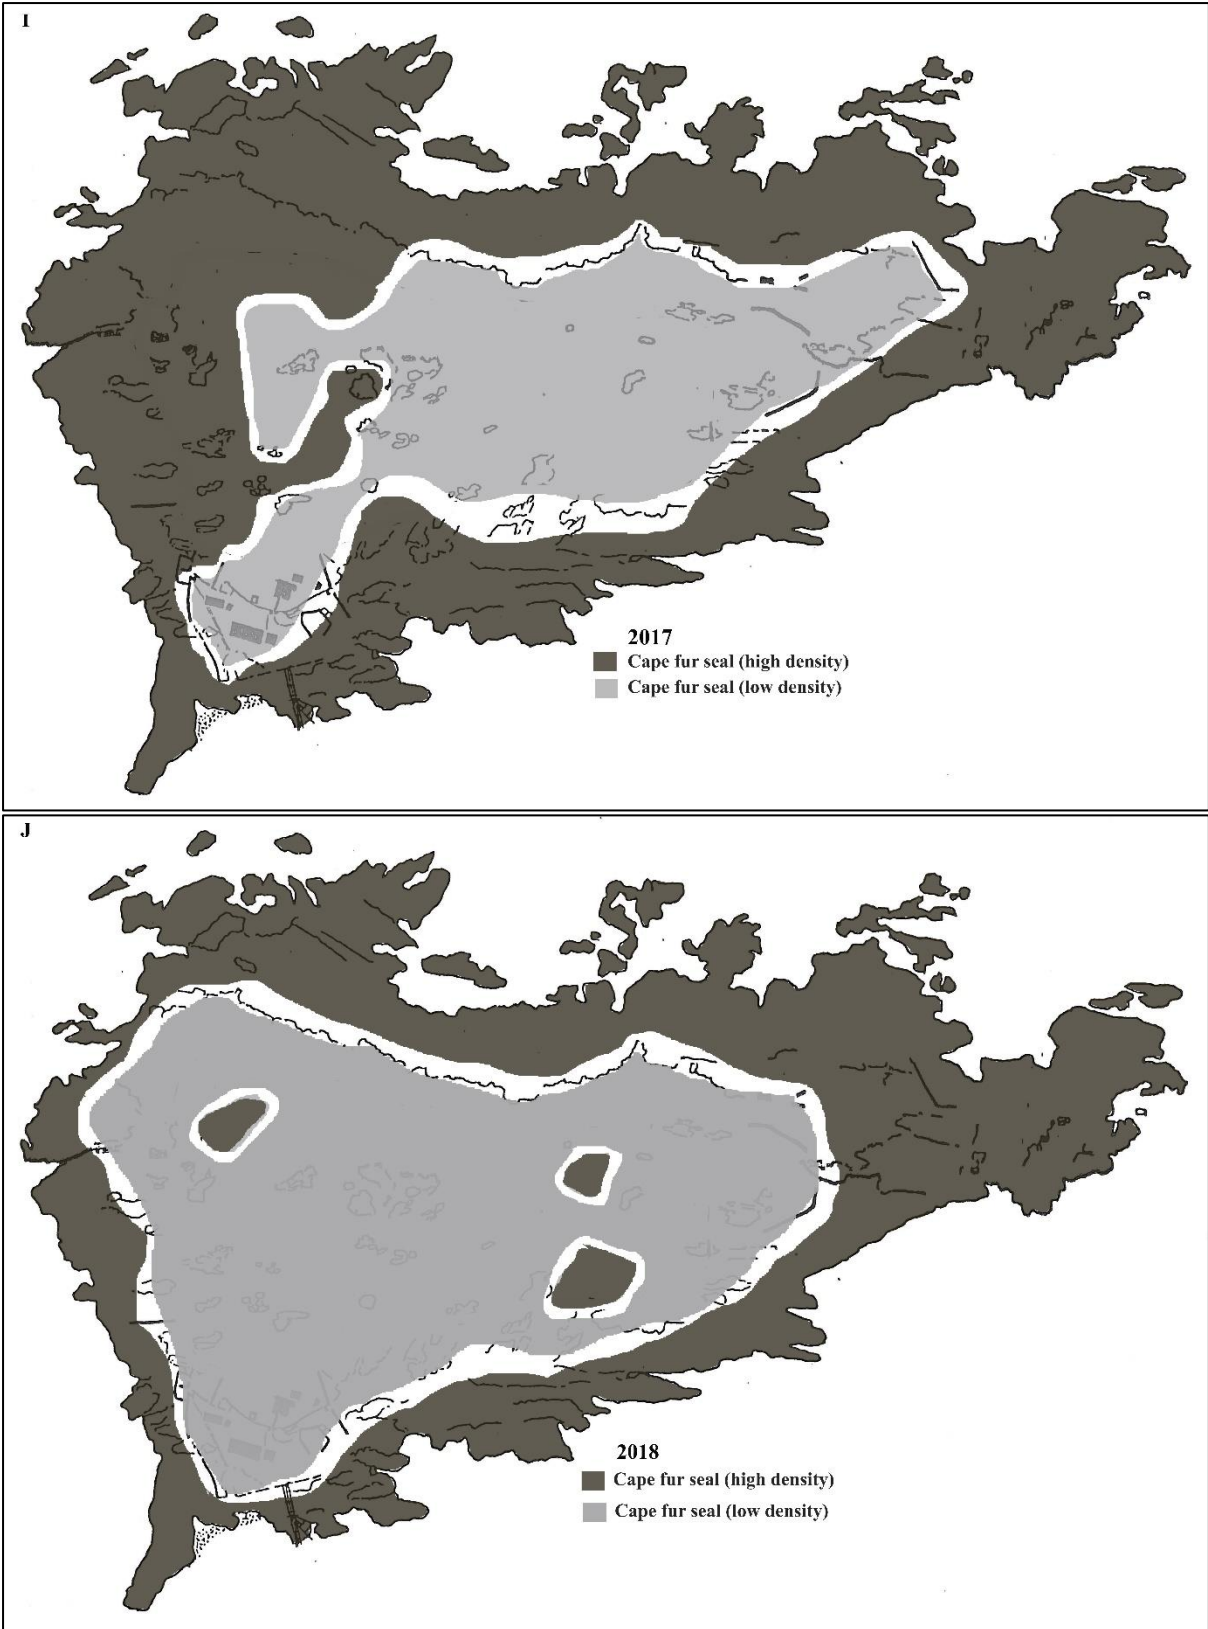 I
2017
Cape fur seal (high density)
Cape fur seal (low density)
J
2018
Cape fur seal (high density)
Cape fur seal (low density)